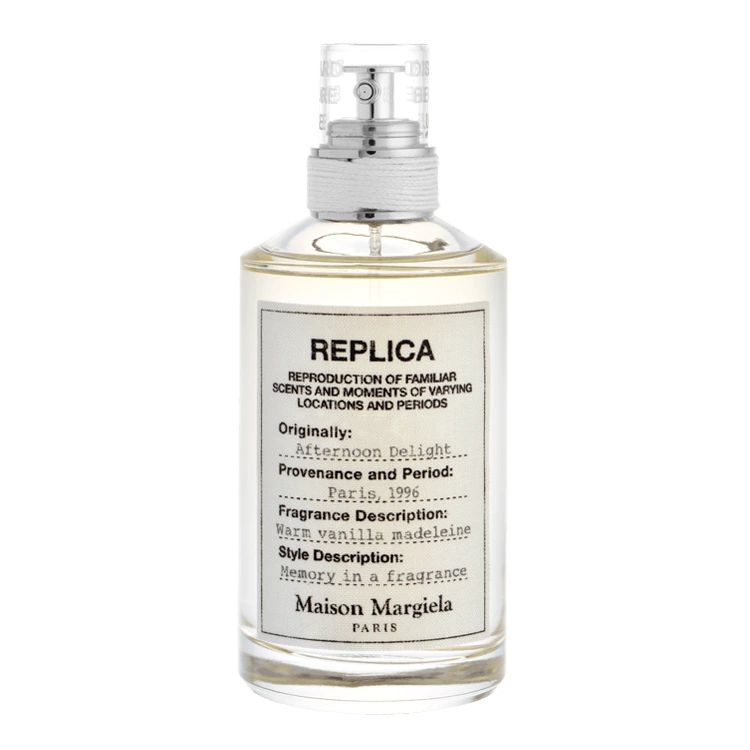 REPLICA
REPRODUCTION OF FAMILIAR
SCENTS AND MOMENTS OF VARYING
LOCATIONS AND PERIODS
Originally:
Afternoon Delight
Provenance and Period:
Paris, 1996
Fragrance Description:
Warm vanilla madeleine
Style Description:
Memory in a fragrance
Maison Margiela
PARIS